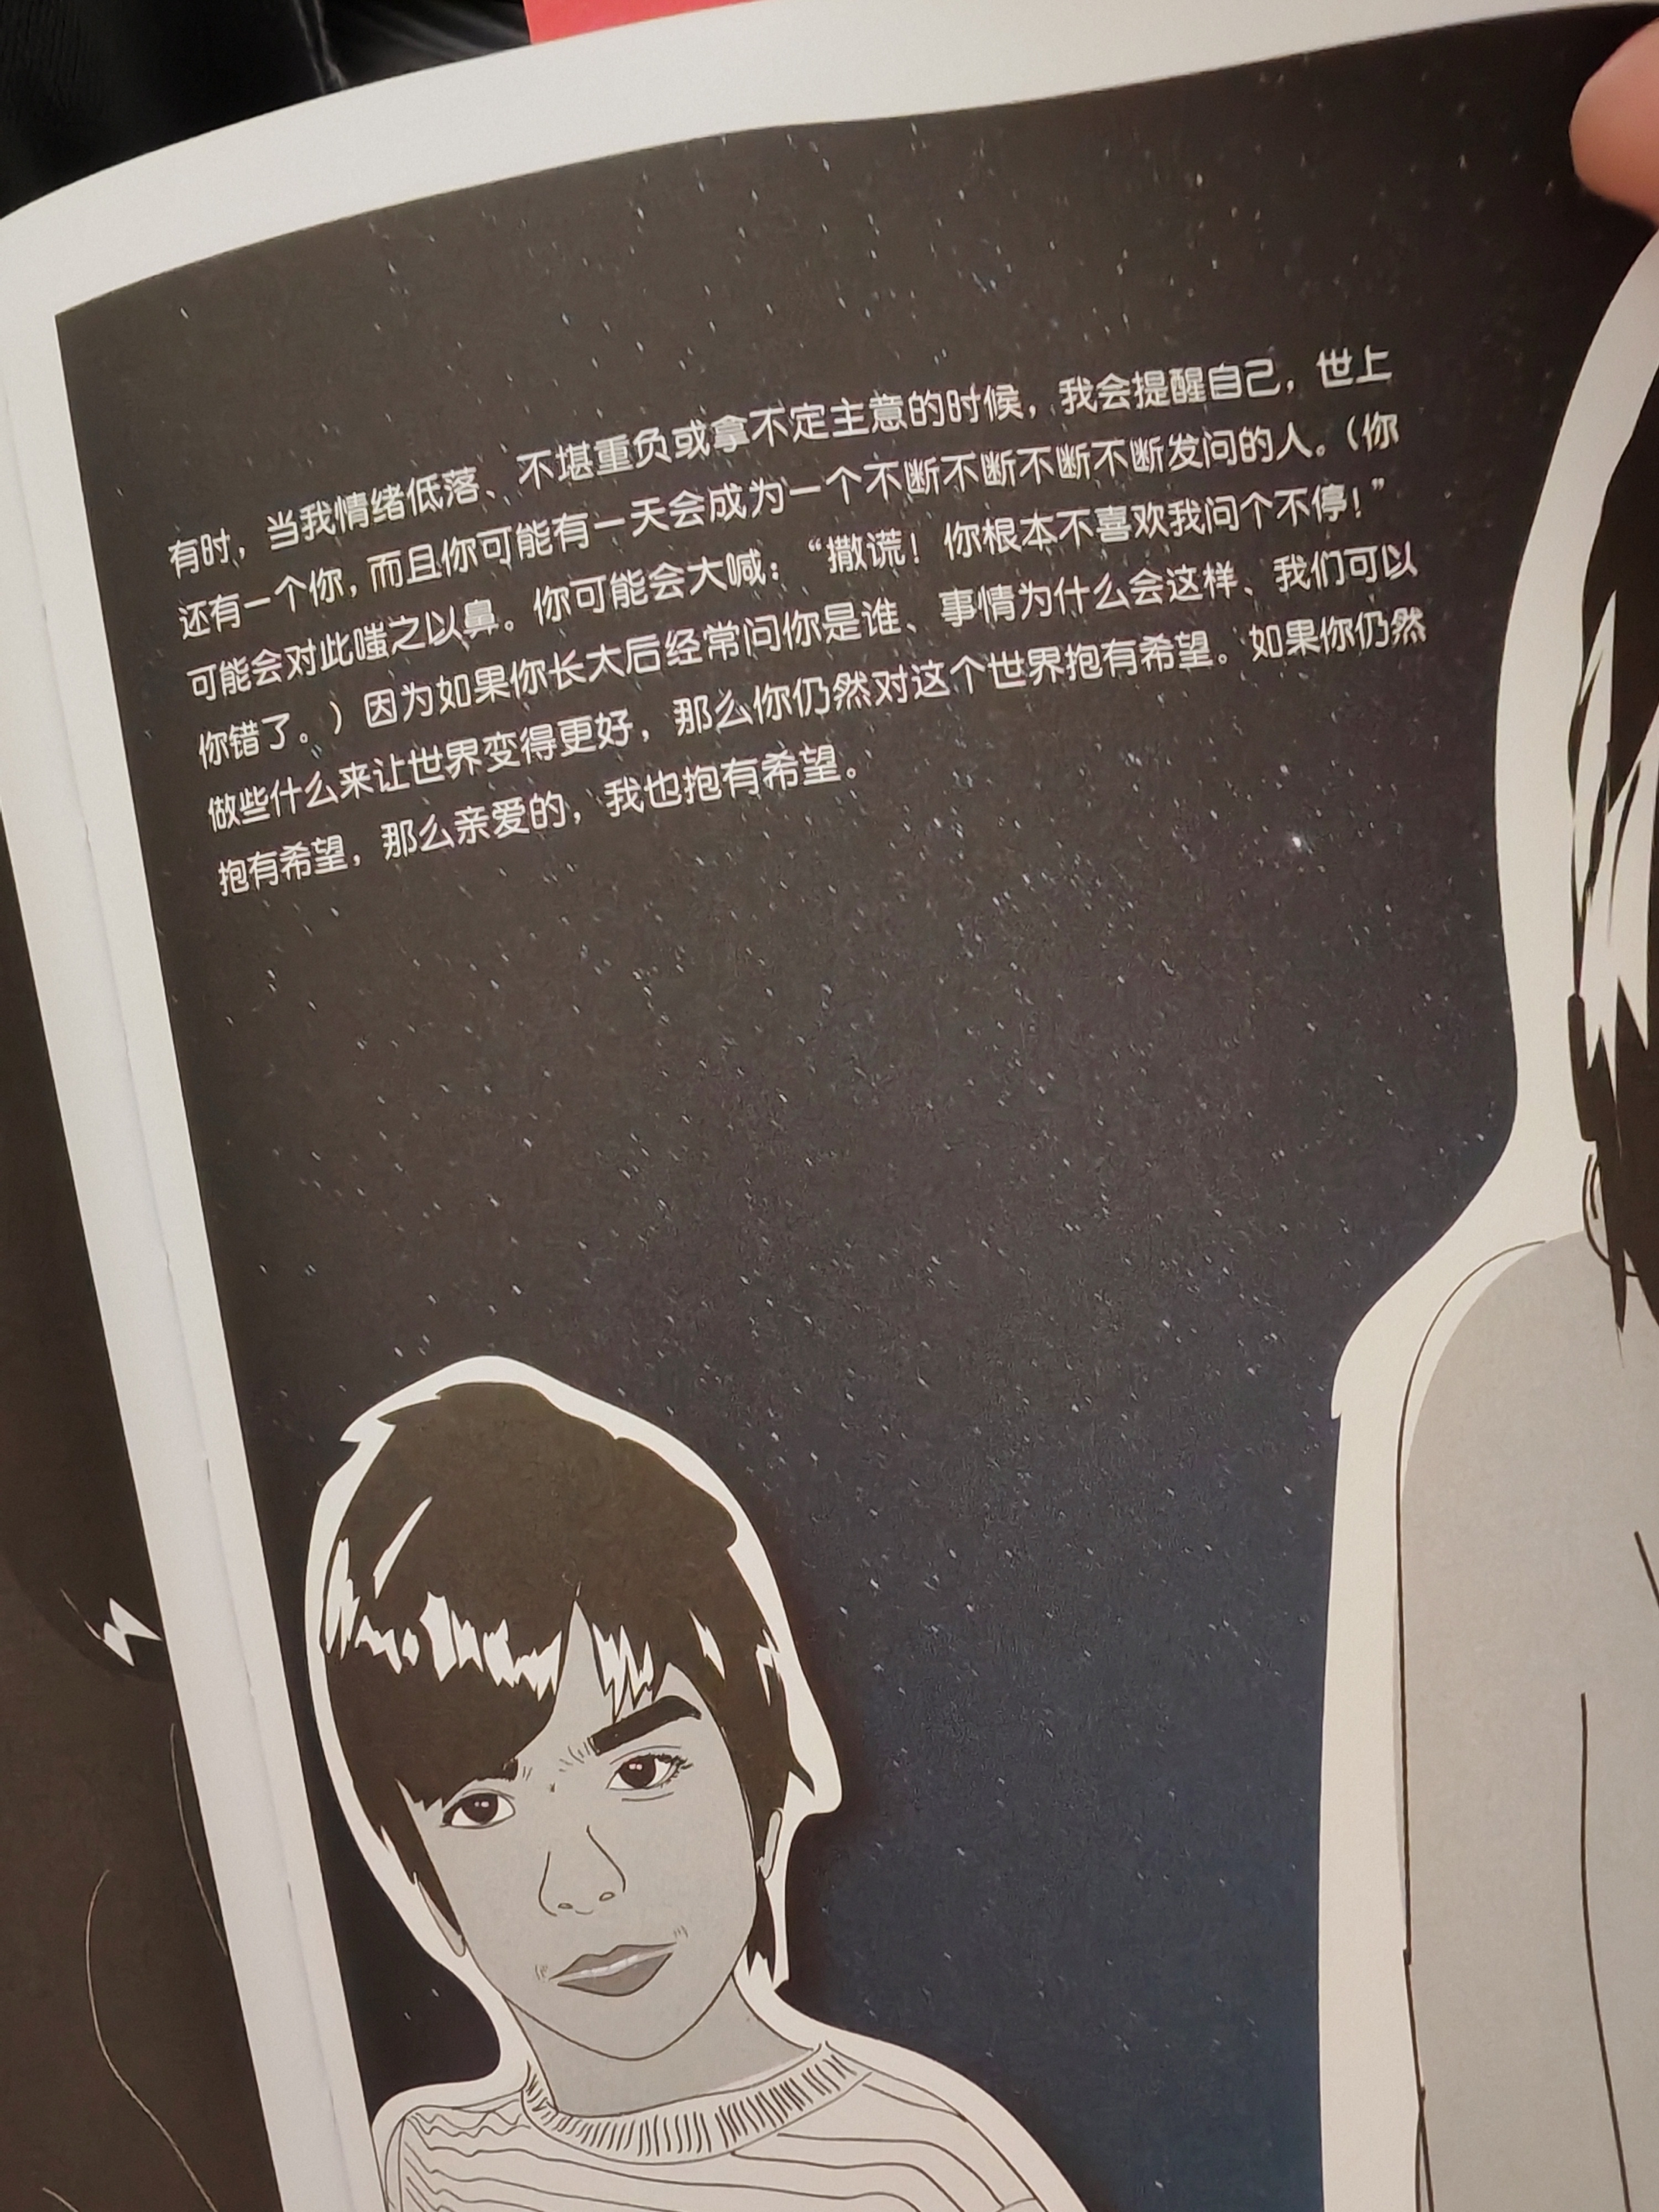 有时，当我情绪低落、不堪重负或拿不定主意的时候，我会提醒自己，世上
还有一个你，而且你可能有一天会成为一个不断不断不断不断发问的人。（你
可能会对此嗤之以鼻。你可能会大喊：“撒谎！你根本不喜欢我问个不停！”
你错了。）因为如果你长大后经常问你是谁、事情为什么会这样、我们可以
做些什么来让世界变得更好，那么你仍然对这个世界抱有希望。如果你仍然
抱有希望，那么亲爱的，我也抱有希望。